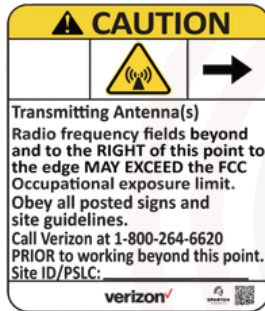 CAUTION
Transmitting Antenna(s)
Radio frequency fields beyond
and to the RIGHT of this point to
the edge MAY EXCEED the FCC
Occupational exposure limit.
Obey all posted signs and
site guidelines.
Call Verizon at 1-800-264-6620
PRIOR to working beyond this point.
Site ID/PSLC:
verizon